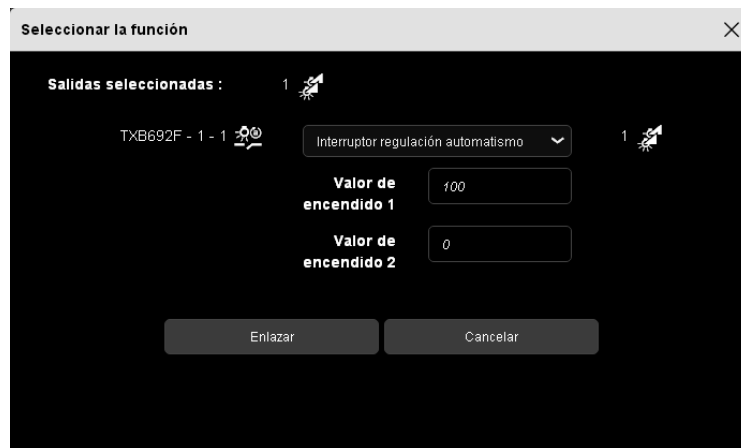 Seleccionar la función
Salidas seleccionadas : 1
TXB692F - 1 - 1 Interruptor regulación automatismo 1
Valor de
encendido 1
100
Valor de
encendido 2
0
Enlazar Cancelar